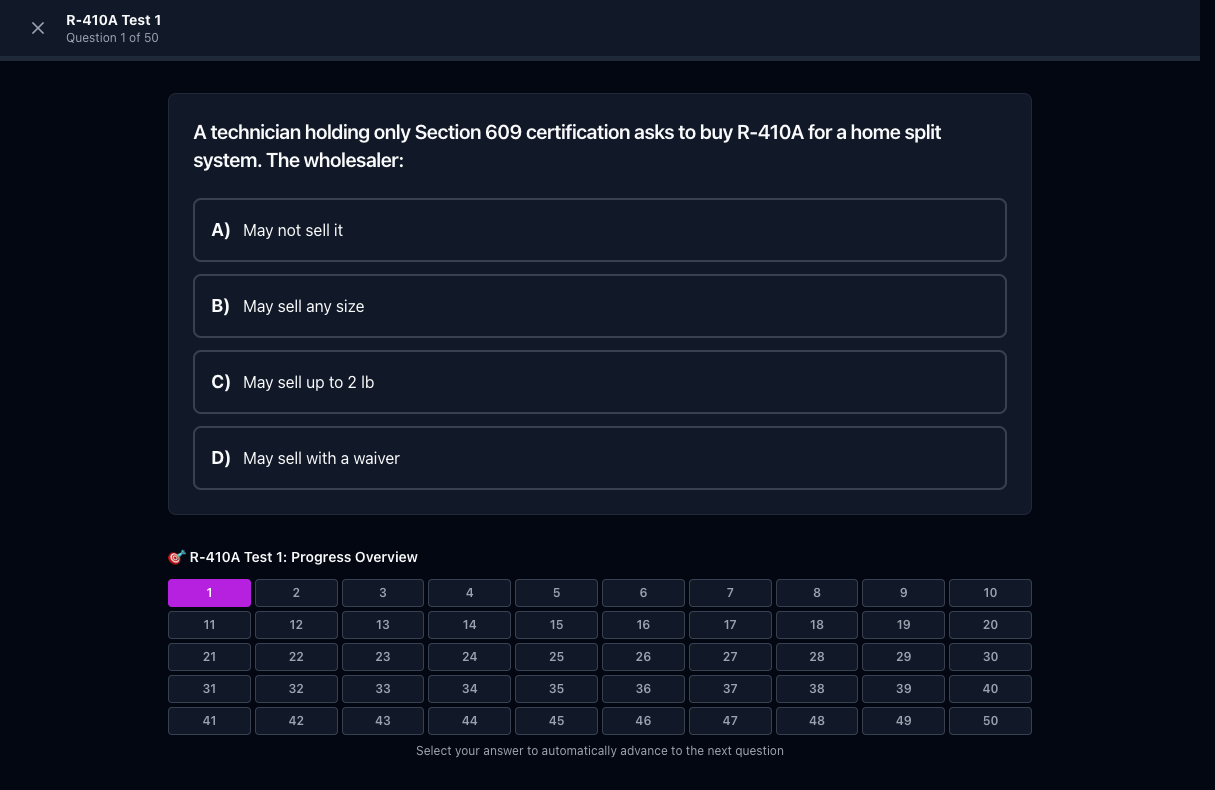 R-410A Test 1
Question 1 of 50
A technician holding only Section 609 certification asks to buy R-410A for a home split
system. The wholesaler:
A) May not sell it
B) May sell any size
C) May sell up to 2 lb
D) May sell with a waiver
🎯 R-410A Test 1: Progress Overview
1 2 3 4 5 6 7 8 9 10
11 12 13 14 15 16 17 18 19 20
21 22 23 24 25 26 27 28 29 30
31 32 33 34 35 36 37 38 39 40
41 42 43 44 45 46 47 48 49 50
Select your answer to automatically advance to the next question